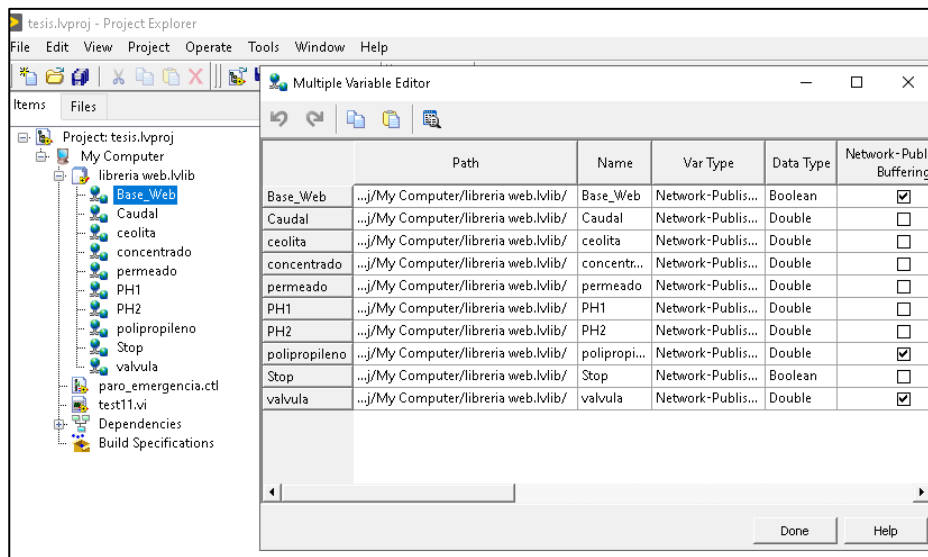 tesis.lvproj - Project Explorer
File Edit View Project Operate Tools Window Help
Items Files
Project: tesis.lvproj
My Computer
libreria web.lvlib
Base_Web
Caudal
ceolita
concentrado
permeado
PH1
PH2
polipropileno
Stop
valvula
paro_emergencia.ctl
test11.vi
Dependencies
Build Specifications
Multiple Variable Editor
Path Name Var Type Data Type Network-Publ
Buffering
Base_Web ...j/My Computer/libreria web.lvlib/ Base_Web Network-Publis... Boolean
Caudal ...j/My Computer/libreria web.lvlib/ Caudal Network-Publis... Double
ceolita ...j/My Computer/libreria web.lvlib/ ceolita Network-Publis... Double
concentrado ...j/My Computer/libreria web.lvlib/ concentr... Network-Publis... Double
permeado ...j/My Computer/libreria web.lvlib/ permeado Network-Publis... Double
PH1 ...j/My Computer/libreria web.lvlib/ PH1 Network-Publis... Double
PH2 ...j/My Computer/libreria web.lvlib/ PH2 Network-Publis... Double
polipropileno ...j/My Computer/libreria web.lvlib/ polipropi... Network-Publis... Double
Stop ...j/My Computer/libreria web.lvlib/ Stop Network-Publis... Boolean
valvula ...j/My Computer/libreria web.lvlib/ valvula Network-Publis... Double
Done Help